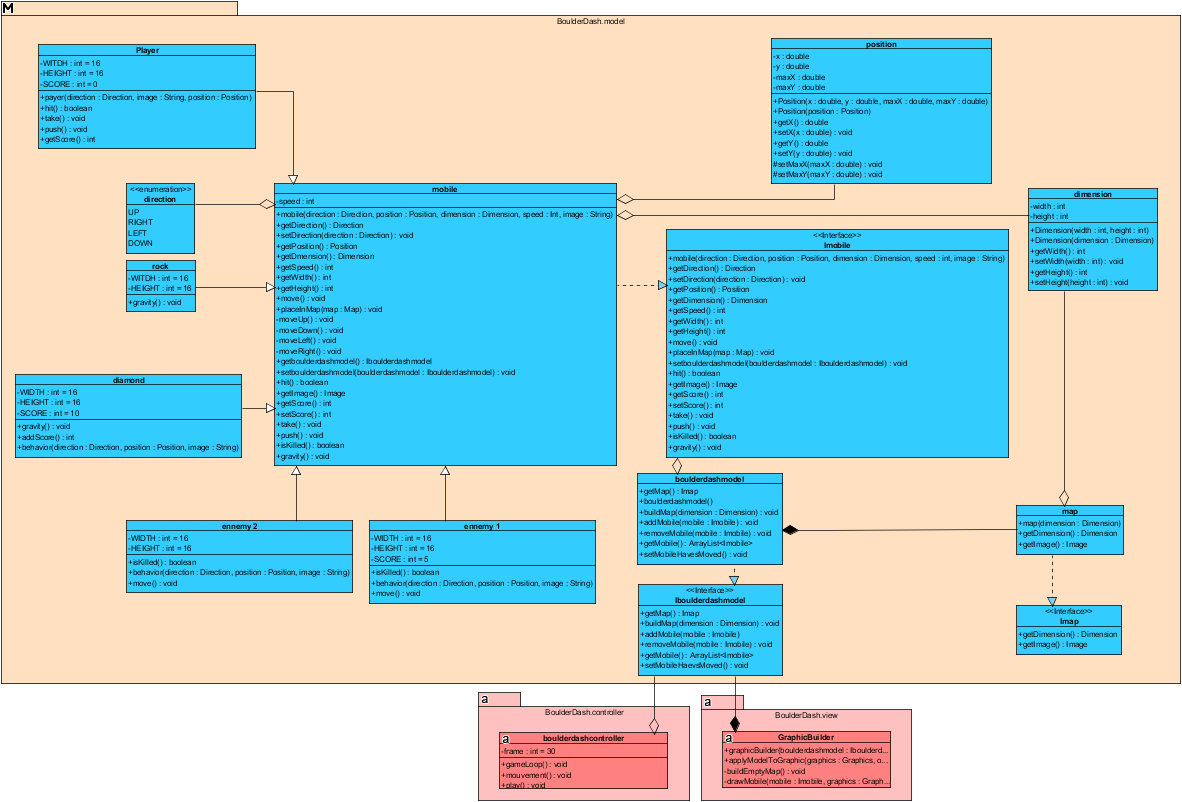 M
BoulderDash.model
Player
-WITDH : int = 16
-HEIGHT : int = 16
-SCORE : int = 0
+payer(direction : Direction, image : String, position : Position)
+hit() : boolean
+take() : void
+push() : void
+getScore() : int
position
-x : double
-y : double
-maxX : double
-maxY : double
+Position(x : double, y : double, maxX : double, maxY : double)
+Position(position : Position)
+getX() : double
+setX(x : double) : void
+getY() : double
+setY(y : double) : void
#setMaxX(maxX : double) : void
#setMaxY(maxY : double) : void
<<enumeration>>
direction
UP
RIGHT
LEFT
DOWN
rock
-WITDH : int = 16
-HEIGHT : int = 16
+gravity() : void
diamond
-WIDTH : int = 16
-HEIGHT : int = 16
-SCORE : int = 10
+gravity() : void
+addScore() : int
+behavior(direction : Direction, position : Position, image : String)
mobile
-speed : int
+mobile(direction : Direction, position : Position, dimension : Dimension, speed : Int, image : String)
+getDirection() : Direction
+setDirection(direction : Direction) : void
+getPosition() : Position
+getDmension() : Dimension
+getSpeed() : int
+getWidth() : int
+getHeight() : int
+move() : void
+placeInMap(map : Map) : void
-moveUp() : void
-moveDown() : void
-moveLeft() : void
-moveRight() : void
+getboulderdashmodel() : Iboulderdashmodel
+setboulderdashmodel(boulderdashmodel : Iboulderdashmodel) : void
+hit() : boolean
+getImage() : Image
+getScore() : int
+setScore() : int
+take() : void
+push() : void
+isKilled() : boolean
+gravity() : void
<<Interface>>
Imobile
+mobile(direction : Direction, position : Position, dimension : Dimension, speed : int, image : String)
+getDirection() : Direction
+setDirection(direction : Direction) : void
+getPosition() : Position
+getDimension() : Dimension
+getSpeed() : int
+getWidth() : int
+getHeight() : int
+move() : void
+placeInMap(map : Map) : void
+setboulderdashmodel(boulderdashmodel : Iboulderdashmodel) : void
+hit() : boolean
+getImage() : Image
+getScore() : int
+setScore() : int
+take() : void
+push() : void
+isKilled() : boolean
+gravity() : void
dimension
-width : int
-height : int
+Dimension(width : int, height : int)
+Dimension(dimension : Dimension)
+getWidth() : int
+setWidth(width : int) : void
+getHeight() : int
+setHeight(height : int) : void
ennemy 2
-WIDTH : int = 16
-HEIGHT : int = 16
+isKilled() : boolean
+behavior(direction : Direction, position : Position, image : String)
+move() : void
ennemy 1
-WIDTH : int = 16
-HEIGHT : int = 16
-SCORE : int = 5
+isKilled() : boolean
+behavior(direction : Direction, position : Position, image : String)
+move() : void
boulderdashmodel
+getMap() : Imap
+boulderdashmodel()
+buildMap(dimension : Dimension) : void
+addMobile(mobile : Imobile) : void
+removeMobile(mobile : Imobile) : void
+getMobile() : ArrayList<Imobile>
+setMobileHavesMoved() : void
<<Interface>>
Iboulderdashmodel
+getMap() : Imap
+buildMap(dimension : Dimension) : void
+addMobile(mobile : Imobile)
+removeMobile(mobile : Imobile) : void
+getMobile() : ArrayList<Imobile>
+setMobileHaevsMoved() : void
map
+map(dimension : Dimension)
+getDimension() : Dimension
+getImage() : Image
<<Interface>>
Imap
+getDimension() : Dimension
+getImage() : Image
a
BoulderDash.controller
a
boulderdashcontroller
-frame : int = 30
+gameLoop() : void
+mouvement() : void
+play() : void
a
BoulderDash.view
a
GraphicBuilder
+graphicBuilder(boulderdashmodel : Iboulderd...
+applyModelToGraphic(graphics : Graphics, o...
-buildEmptyMap() : void
-drawMobile(mobile : Imobile, graphics : Graph...